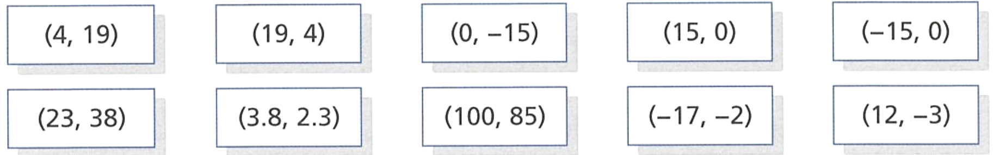 (4, 19) (19, 4) (0, −15) (15, 0) (−15, 0)
(23, 38) (3.8, 2.3) (100, 85) (−17, −2) (12, −3)